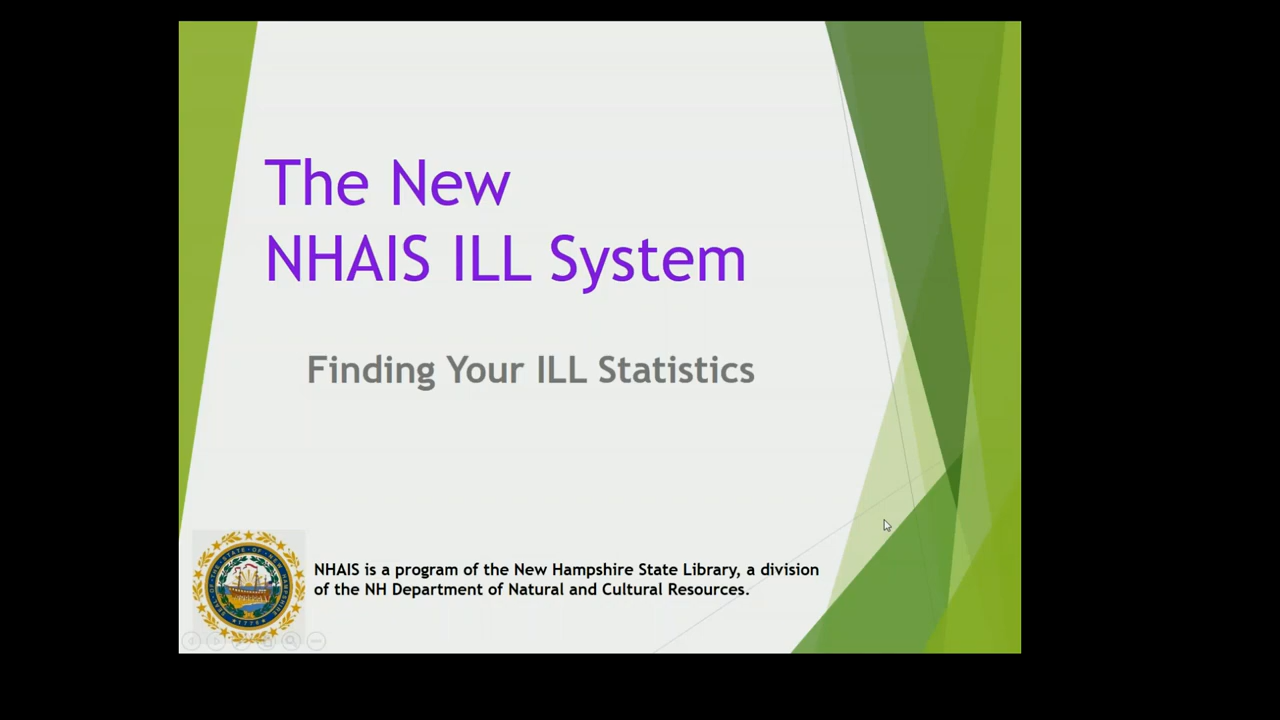 The New
NHAIS ILL System
Finding Your ILL Statistics
NHAIS is a program of the New Hampshire State Library, a division
of the NH Department of Natural and Cultural Resources.